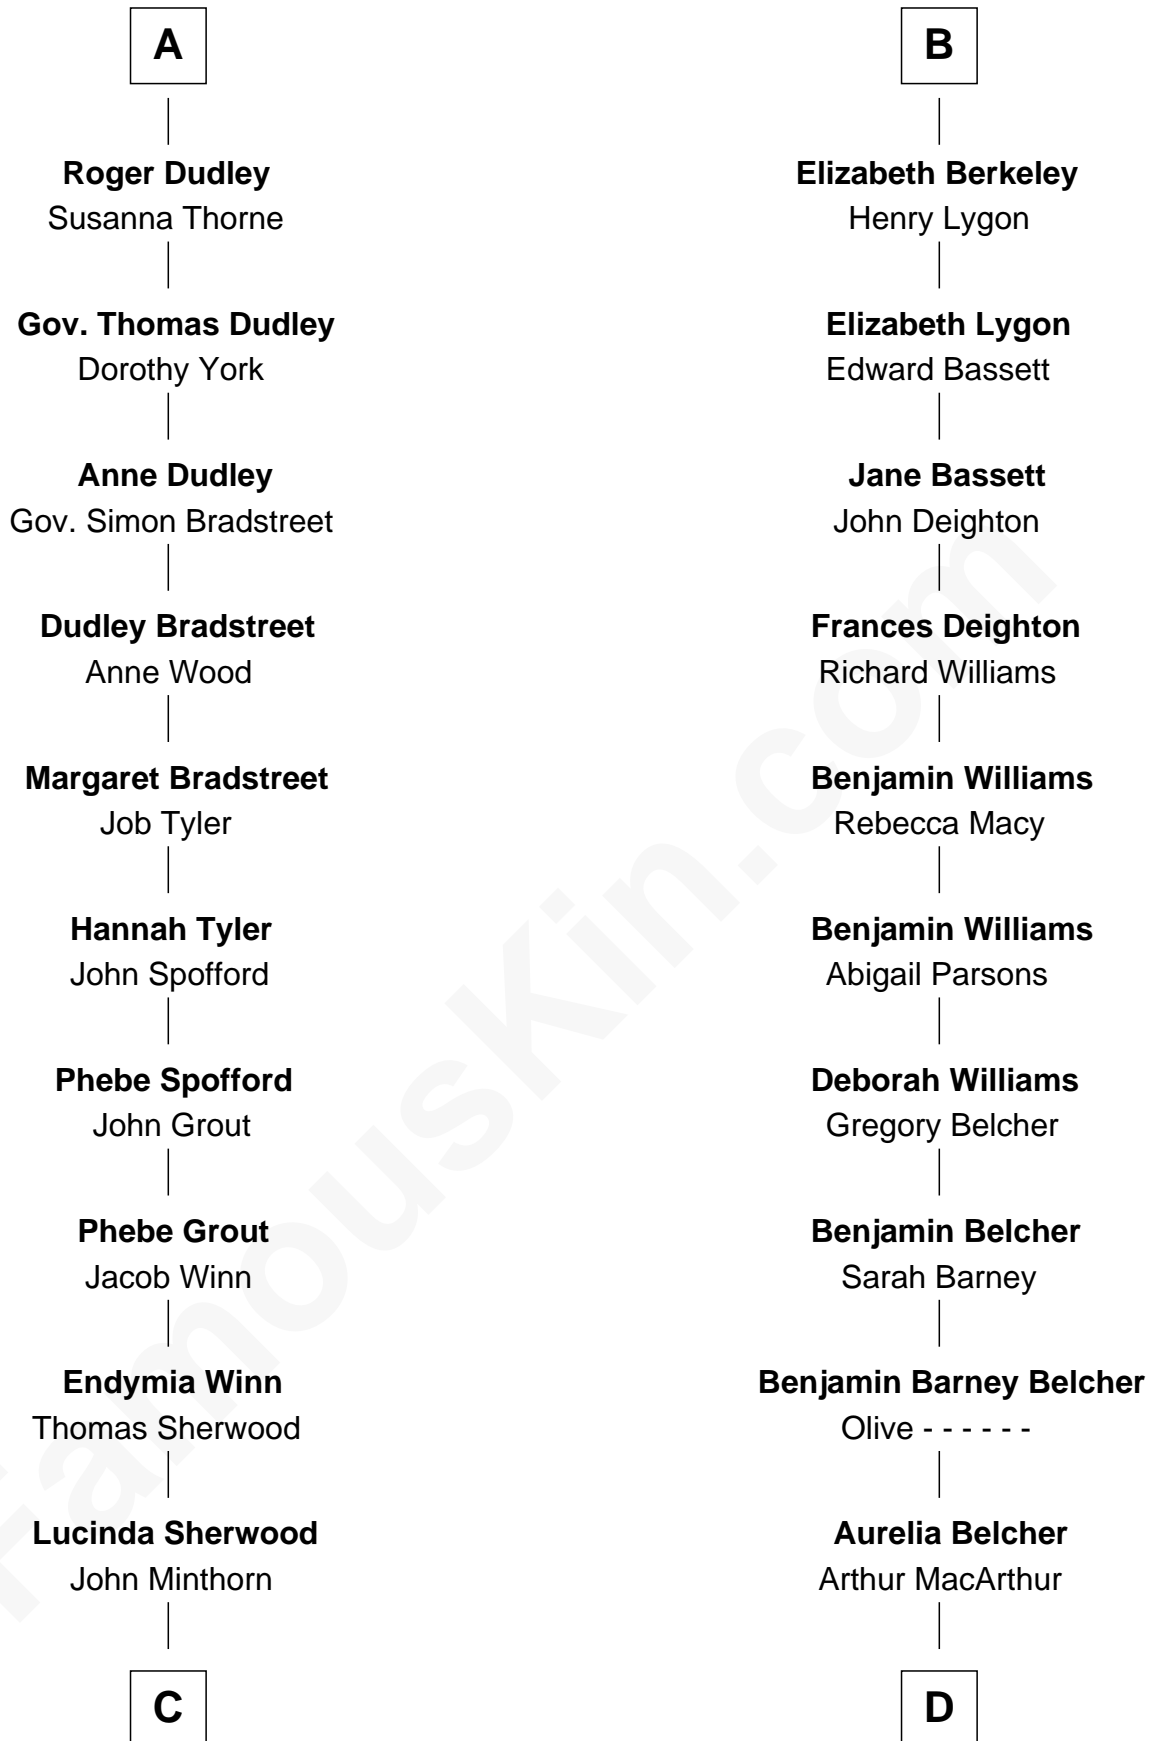 A
Roger Dudley
Susanna Thorne
Gov. Thomas Dudley
Dorothy York
Anne Dudley
Gov. Simon Bradstreet
Dudley Bradstreet
Anne Wood
Margaret Bradstreet
Job Tyler
Hannah Tyler
John Spofford
Phebe Spofford
John Grout
Phebe Grout
Jacob Winn
Endymia Winn
Thomas Sherwood
Lucinda Sherwood
John Minthorn
C
B
Elizabeth Berkeley
Henry Lygon
Elizabeth Lygon
Edward Bassett
Jane Bassett
John Deighton
Frances Deighton
Richard Williams
Benjamin Williams
Rebecca Macy
Benjamin Williams
Abigail Parsons
Deborah Williams
Gregory Belcher
Benjamin Belcher
Sarah Barney
Benjamin Barney Belcher
Olive - - - - - -
Aurelia Belcher
Arthur MacArthur
D
FamousKin.com